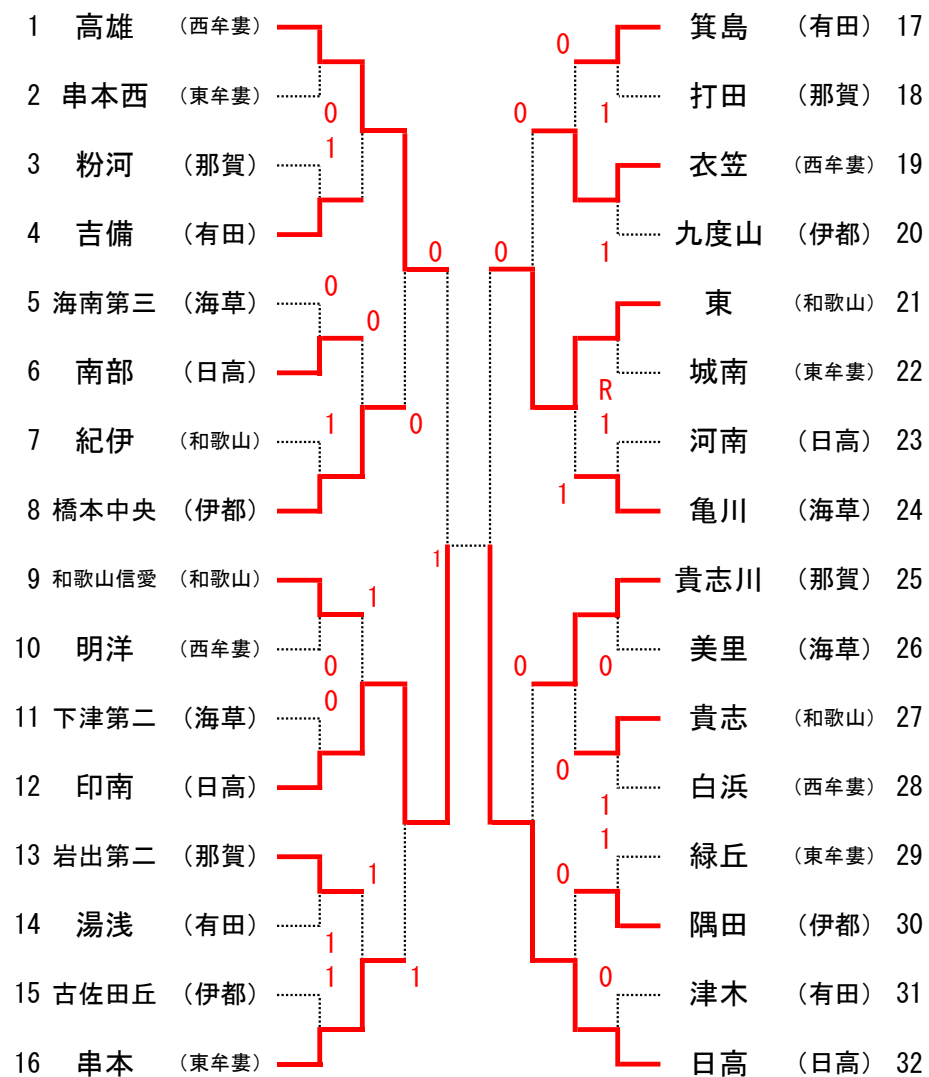 1 高雄 （西牟婁） 0 箕島 （有田） 17
2 串本西 （東牟婁） 0 0 1 打田 （那賀） 18
3 粉河 （那賀） 1 衣笠 （西牟婁） 19
4 吉備 （有田） 0 0 1 九度山 （伊都） 20
5 海南第三 （海草） 0 0 東 （和歌山） 21
6 南部 （日高） R 城南 （東牟婁） 22
7 紀伊 （和歌山） 1 0 1 河南 （日高） 23
8 橋本中央 （伊都） 1 亀川 （海草） 24
9 和歌山信愛 （和歌山） 1 1 貴志川 （那賀） 25
10 明洋 （西牟婁） 0 0 0 美里 （海草） 26
11 下津第二 （海草） 0 貴志 （和歌山） 27
12 印南 （日高） 0 1 白浜 （西牟婁） 28
13 岩出第二 （那賀） 1 0 1 緑丘 （東牟婁） 29
14 湯浅 （有田） 1 隅田 （伊都） 30
15 古佐田丘 （伊都） 1 1 0 津木 （有田） 31
16 串本 （東牟婁） 日高 （日高） 32